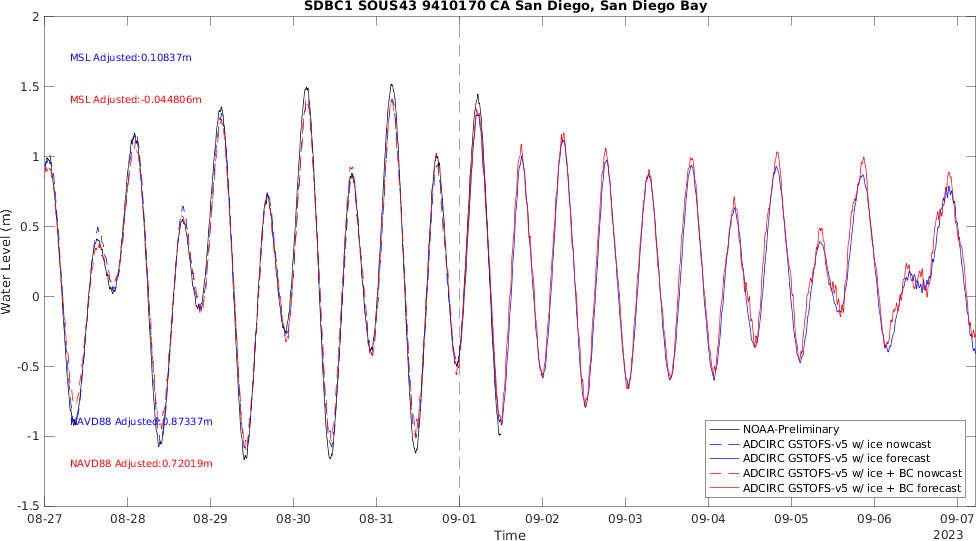 SDBC1 SOUS43 9410170 CA San Diego, San Diego Bay
2
1.5
1
0.5
0
-0.5
-1
-1.5
Water Level (m)
MSL Adjusted:0.10837m
MSL Adjusted:-0.044806m
NAVD88 Adjusted:0.87337m
NAVD88 Adjusted:0.72019m
NOAA-Preliminary
ADCIRC GSTOFS-v5 w/ ice nowcast
ADCIRC GSTOFS-v5 w/ ice forecast
ADCIRC GSTOFS-v5 w/ ice + BC nowcast
ADCIRC GSTOFS-v5 w/ ice + BC forecast
08-27 08-28 08-29 08-30 08-31 09-01 09-02 09-03 09-04 09-05 09-06 09-07
Time
2023